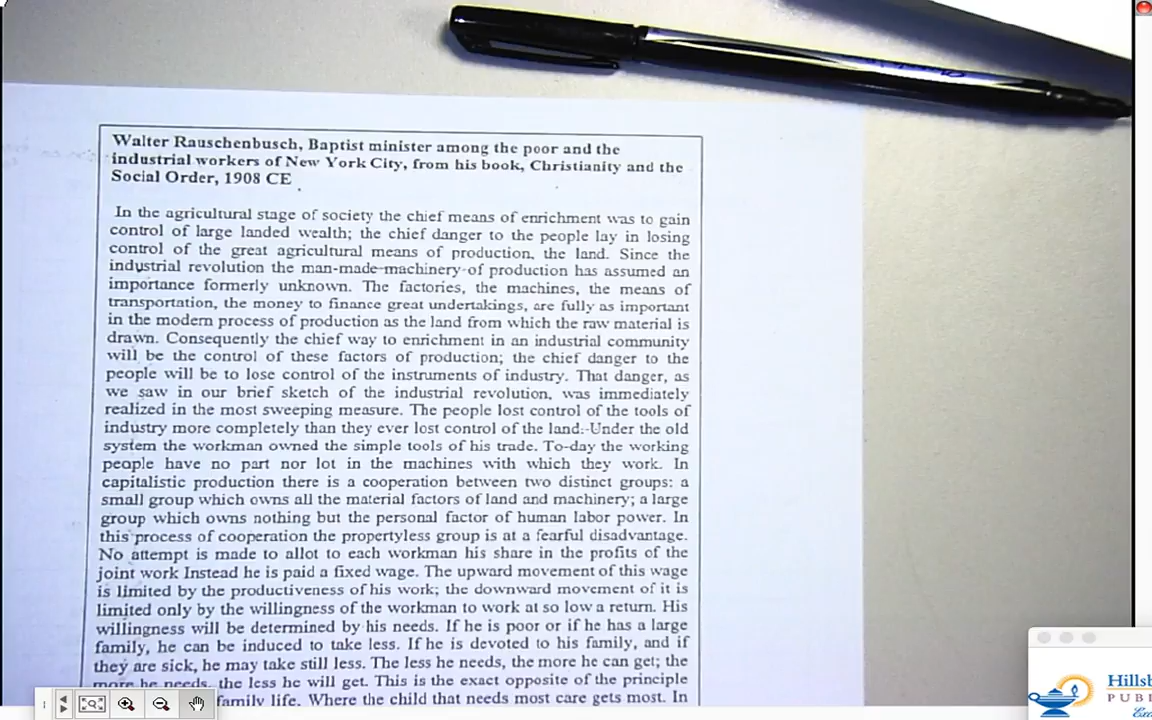 Walter Rauschenbusch, Baptist minister among the poor and the
industrial workers of New York City, from his book, Christianity and the
Social Order, 1908 CE
In the agricultural stage of society the chief means of enrichment was to gain
control of large landed wealth; the chief danger to the people lay in losing
control of the great agricultural means of production, the land. Since the
industrial revolution the man-made machinery of production has assumed an
importance formerly unknown. The factories, the machines, the means of
transportation, the money to finance great undertakings, are fully as important
in the modern process of production as the land from which the raw material is
drawn. Consequently the chief way to enrichment in an industrial community
will be the control of these factors of production; the chief danger to the
people will be to lose control of the instruments of industry. That danger, as
we saw in our brief sketch of the industrial revolution, was immediately
realized in the most sweeping measure. The people lost control of the tools of
industry more completely than they ever lost control of the land. Under the old
system the workman owned the simple tools of his trade. To-day the working
people have no part nor lot in the machines with which they work. In
capitalistic production there is a cooperation between two distinct groups: a
small group which owns all the material factors of land and machinery; a large
group which owns nothing but the personal factor of human labor power. In
this process of cooperation the propertyless group is at a fearful disadvantage.
No attempt is made to allot to each workman his share in the profits of the
joint work Instead he is paid a fixed wage. The upward movement of this wage
is limited by the productiveness of his work; the downward movement of it is
limited only by the willingness of the workman to work at so low a return. His
willingness will be determined by his needs. If he is poor or if he has a large
family, he can be induced to take less. If he is devoted to his family, and if
they are sick, he may take still less. The less he needs, the more he can get; the
more he needs, the less he will get. This is the exact opposite of the principle
family life. Where the child that needs most care gets most. In
Hillsb
PUB
Exc